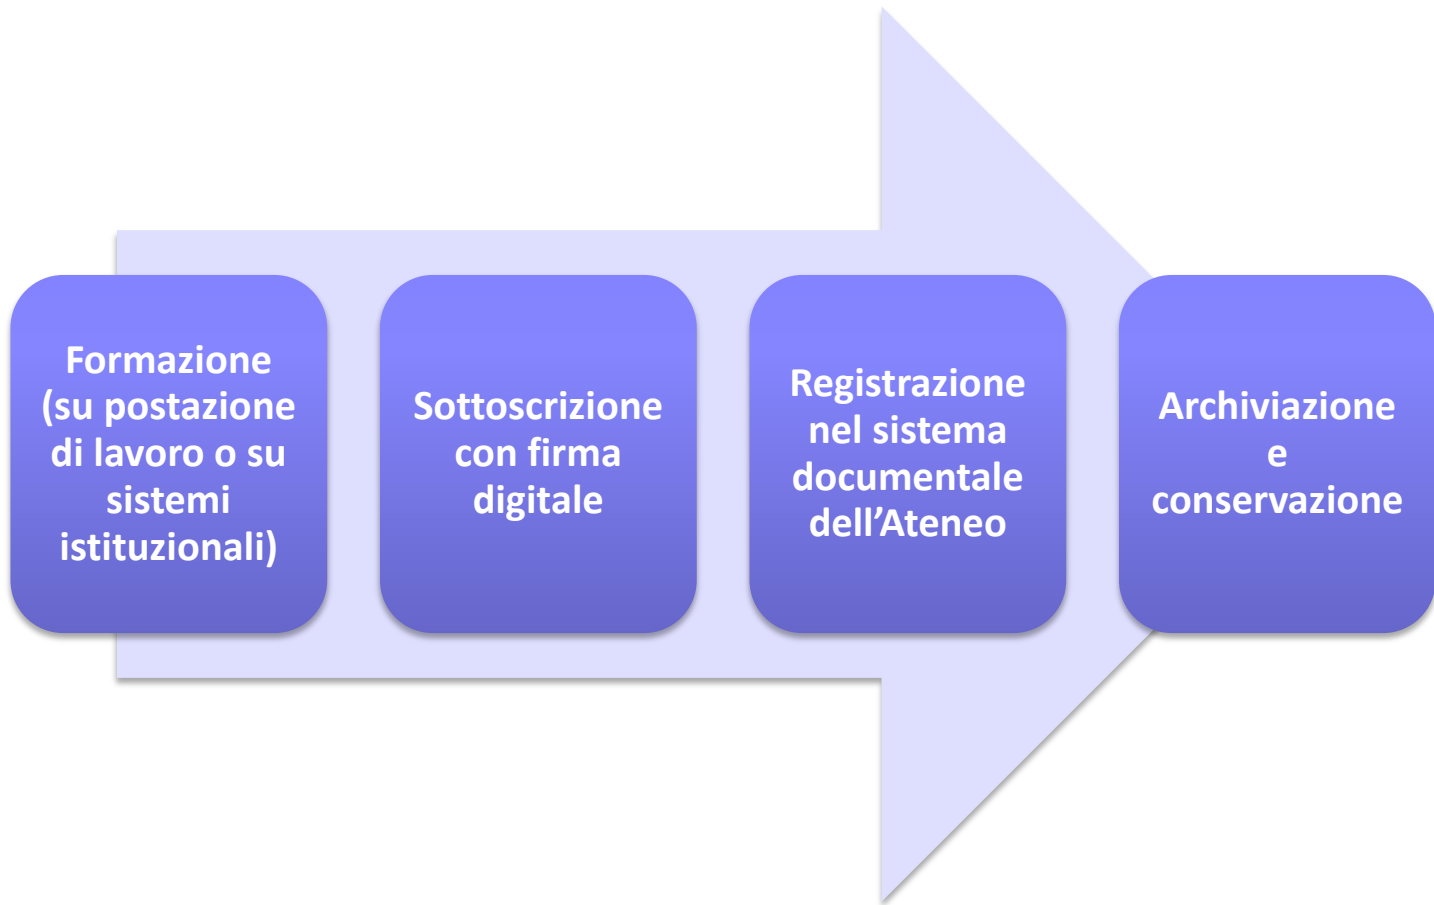 Formazione
(su postazione
di lavoro o su
sistemi
istituzionali)
Sottoscrizione
con firma
digitale
Registrazione
nel sistema
documentale
dell’Ateneo
Archiviazione
e
conservazione